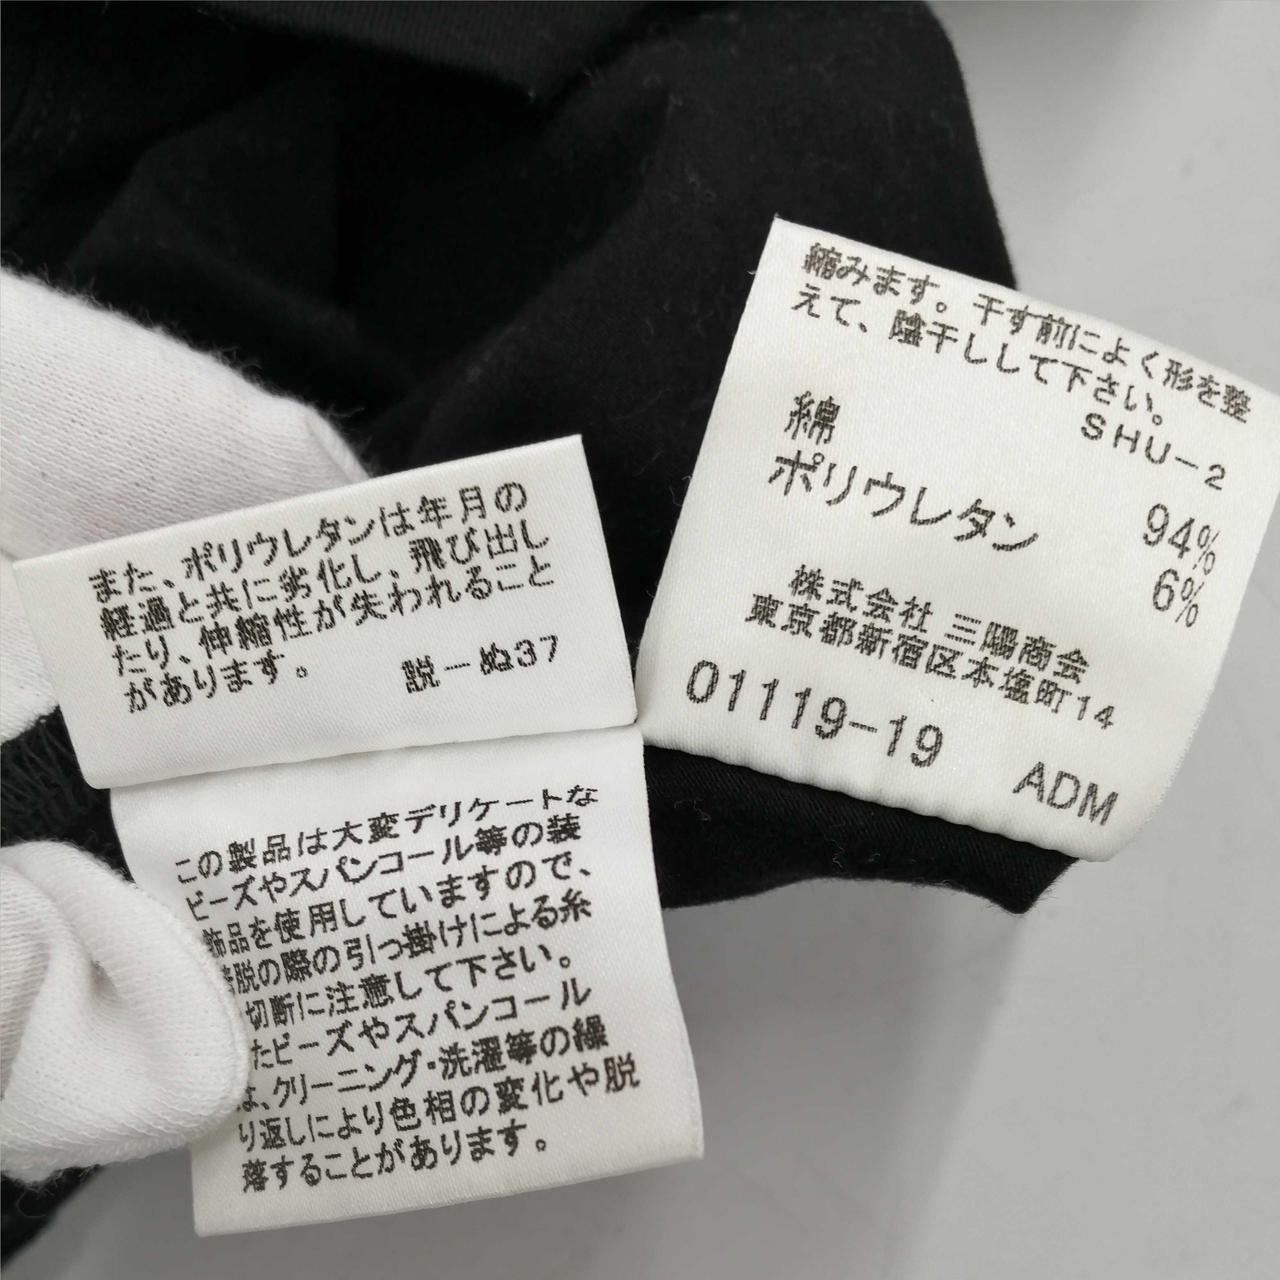 縮みます。干す前によく形を整
えて、陰干しして下さい。
SHU-2
綿 94%
ポリウレタン 6%
株式会社 三陽商会
東京都新宿区本塩町14
01119-19 ADM
また、ポリウレタンは年月の
経過と共に劣化し、飛び出し
たり、伸縮性が失われること
があります。
説-ぬ37
この製品は大変デリケートな
ビーズやスパンコール等の装
飾品を使用していますので、
着脱の際の引っ掛けによる糸
切断に注意して下さい。
たビーズやスパンコール
は、クリーニング・洗濯等の繰
り返しにより色相の変化や脱
落することがあります。